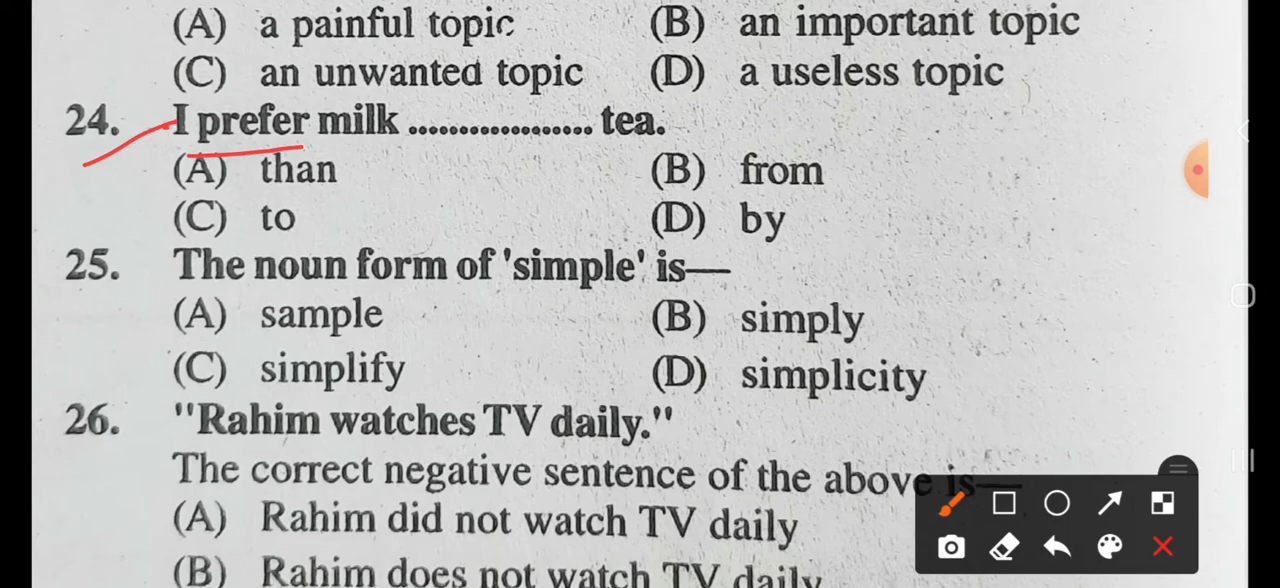 (A) a painful topic (B) an important topic
(C) an unwanted topic (D) a useless topic
24. I prefer milk .................. tea.
(A) than (B) from
(C) to (D) by
25. The noun form of 'simple' is—
(A) sample (B) simply
(C) simplify (D) simplicity
26. "Rahim watches TV daily."
The correct negative sentence of the above is—
(A) Rahim did not watch TV daily
(B) Rahim does not watch TV daily